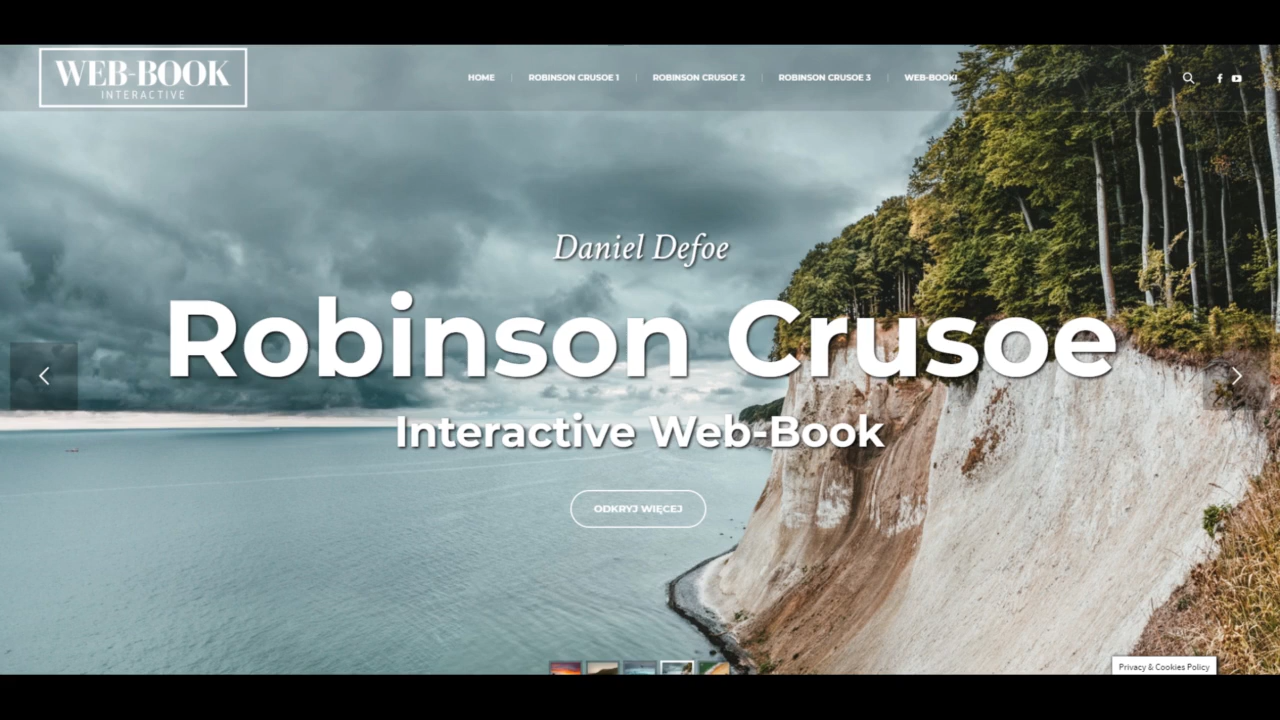 WEB-BOOK
INTERACTIVE
HOME
ROBINSON CRUSOE 1
ROBINSON CRUSOE 2
ROBINSON CRUSOE 3
WEB-BOOKI
Daniel Defoe
Robinson Crusoe
Interactive Web-Book
ODKRYJ WIĘCEJ
Privacy & Cookies Policy